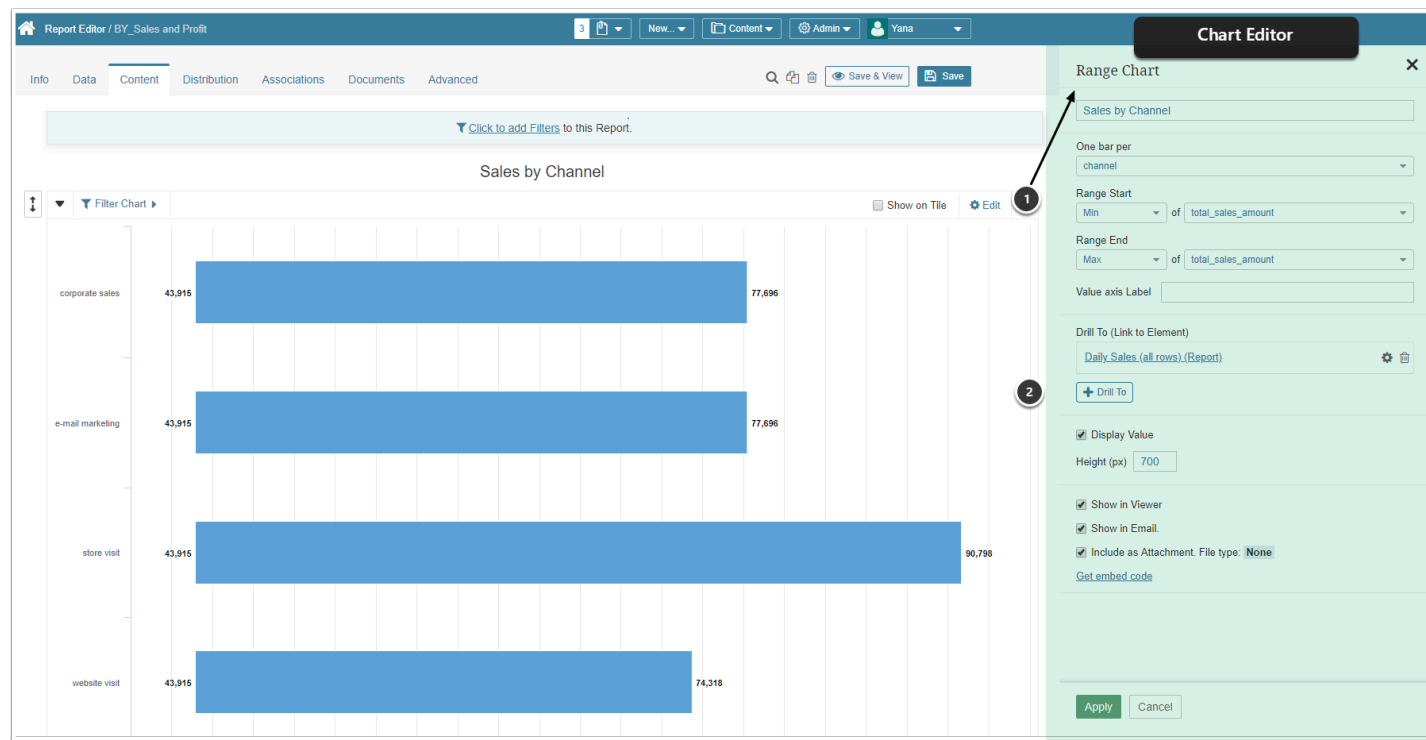 Report Editor / BY_Sales and Profit
3
New...
Content
Admin
Yana
Chart Editor
Info
Data
Content
Distribution
Associations
Documents
Advanced
Save & View
Save
Click to add Filters to this Report.
Sales by Channel
Filter Chart
Show on Tile
Edit
1
corporate sales
43,915
77,696
e-mail marketing
43,915
77,696
store visit
43,915
90,798
website visit
43,915
74,318
Range Chart
Sales by Channel
One bar per
channel
Range Start
Min of total_sales_amount
Range End
Max of total_sales_amount
Value axis Label
Drill To (Link to Element)
Daily Sales (all rows) (Report)
2
Drill To
Display Value
Height (px) 700
Show in Viewer
Show in Email.
Include as Attachment. File type: None
Get embed code
Apply
Cancel